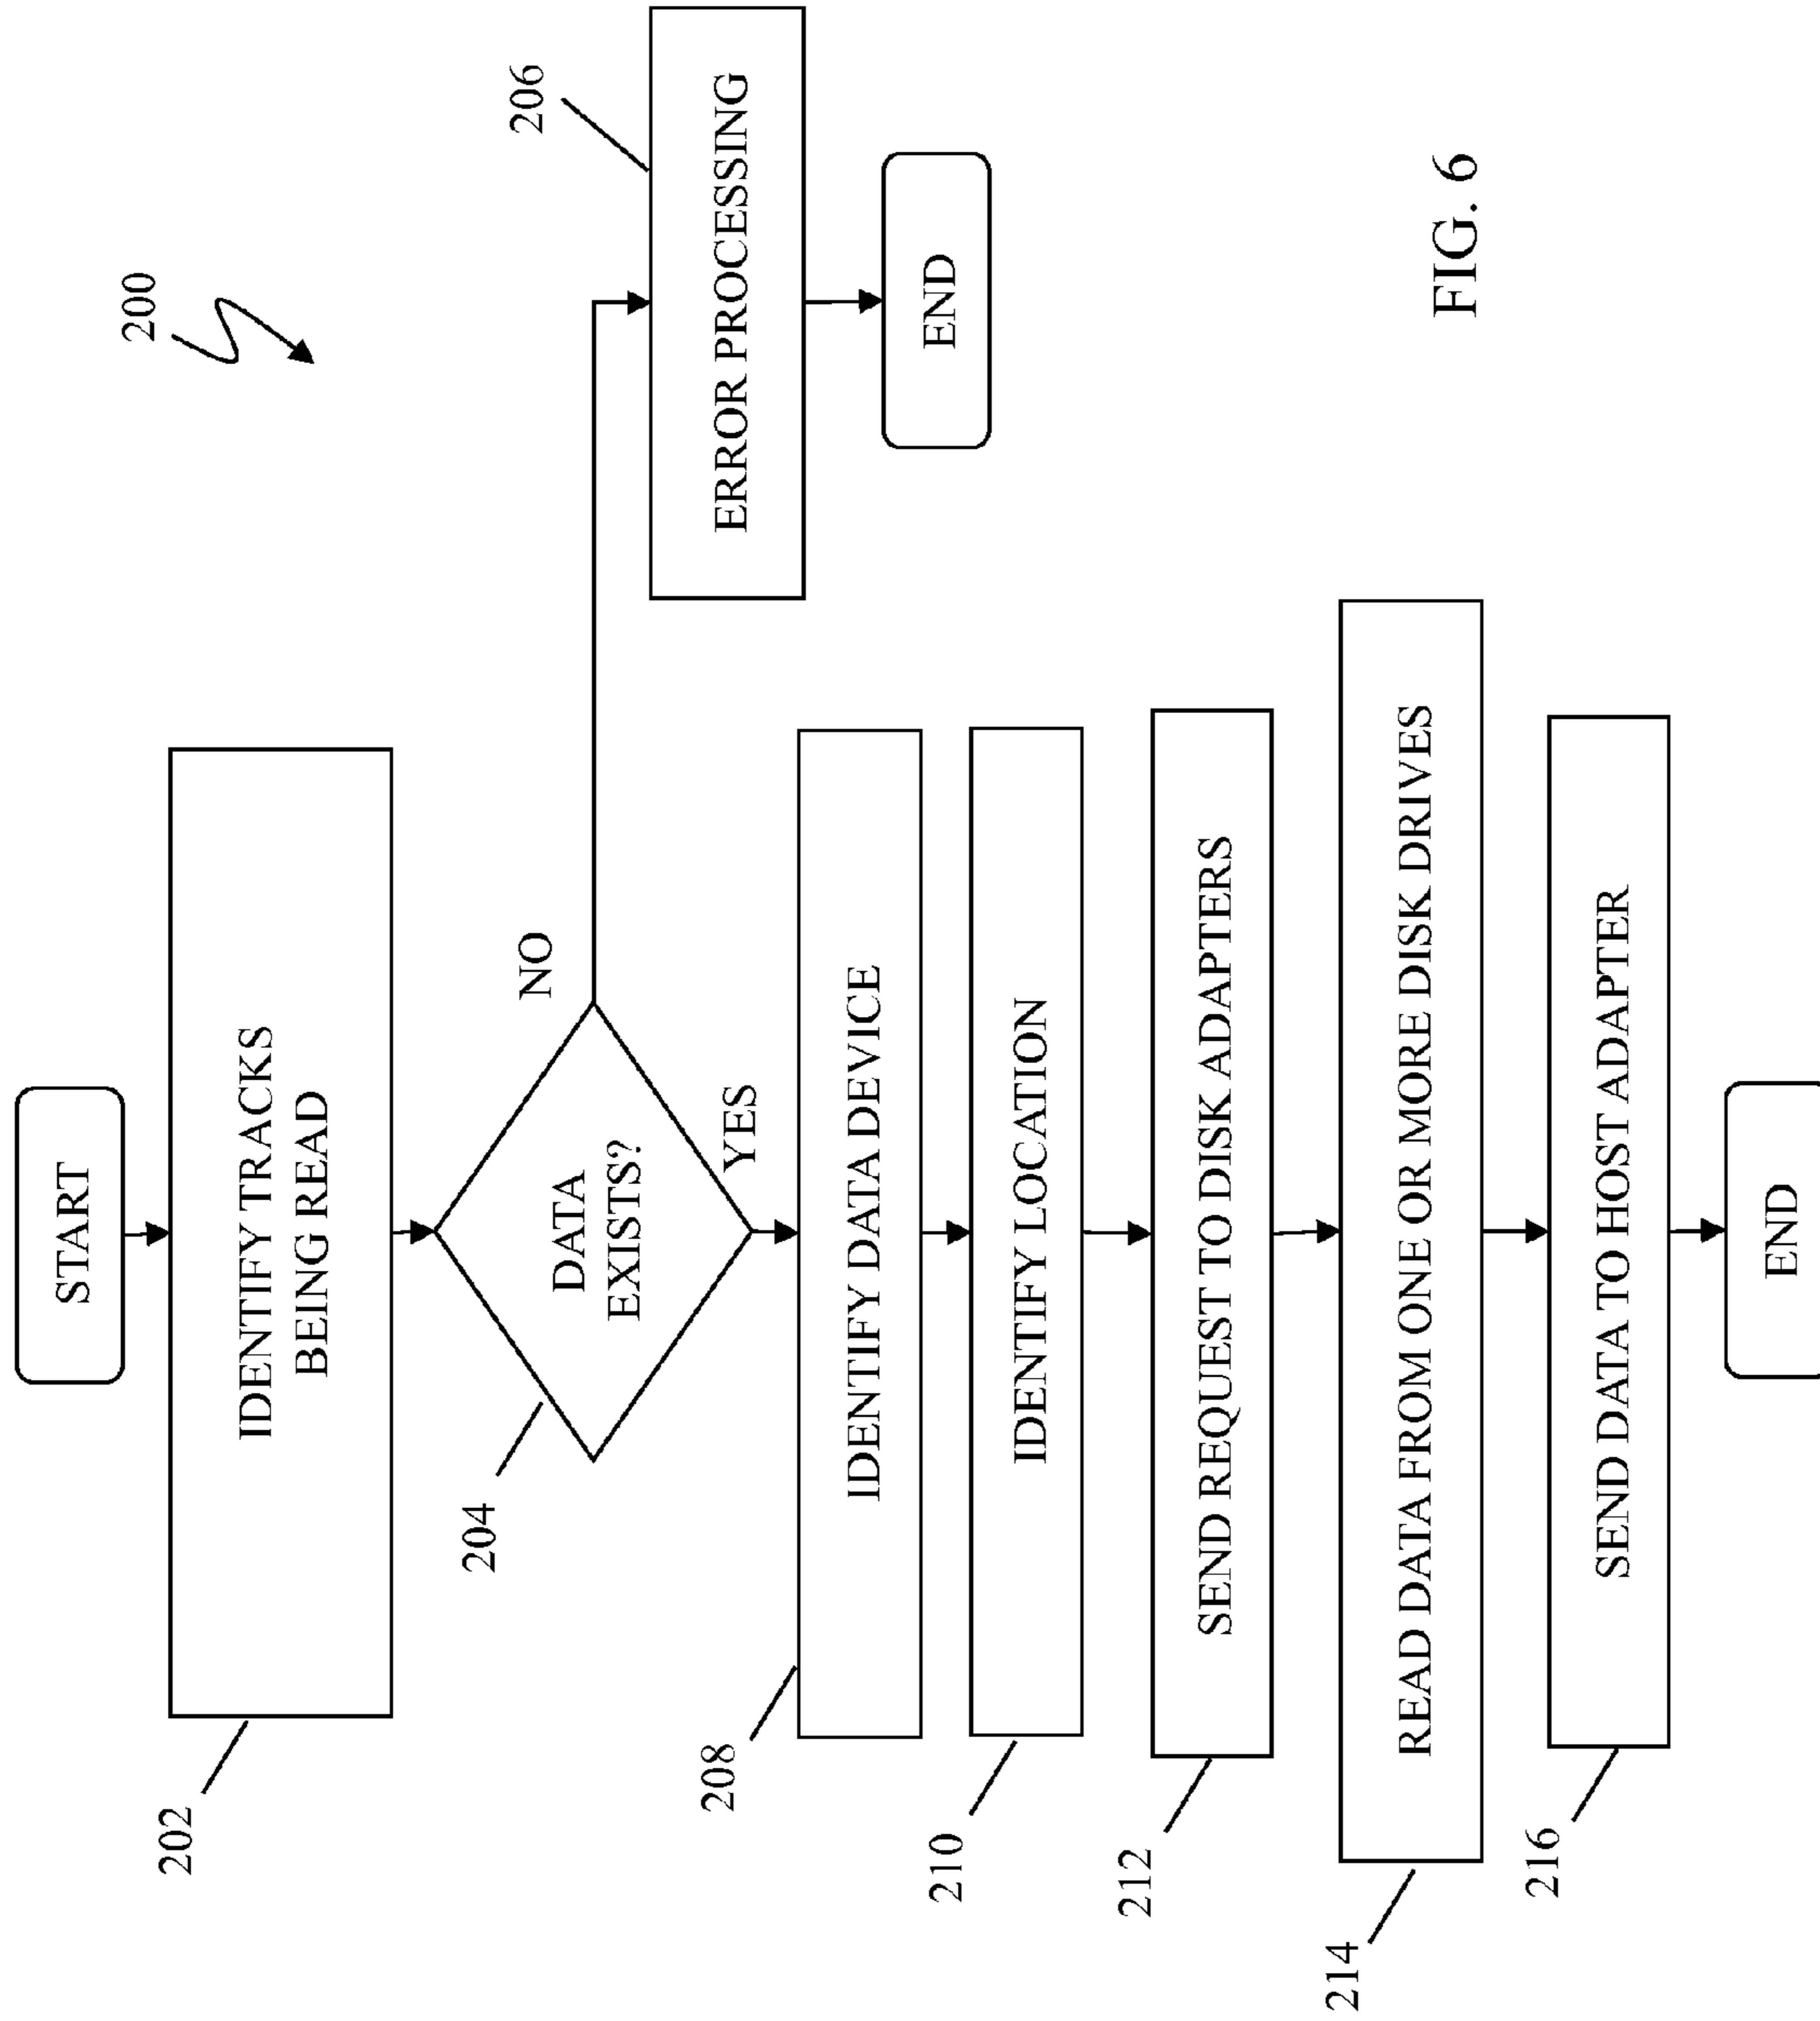 200
START
202
IDENTIFY TRACKS
BEING READ
204
DATA
EXISTS?
NO
YES
206
ERROR PROCESSING
END
208
IDENTIFY DATA DEVICE
210
IDENTIFY LOCATION
212
SEND REQUEST TO DISK ADAPTERS
214
READ DATA FROM ONE OR MORE DISK DRIVES
216
SEND DATA TO HOST ADAPTER
END
FIG. 6